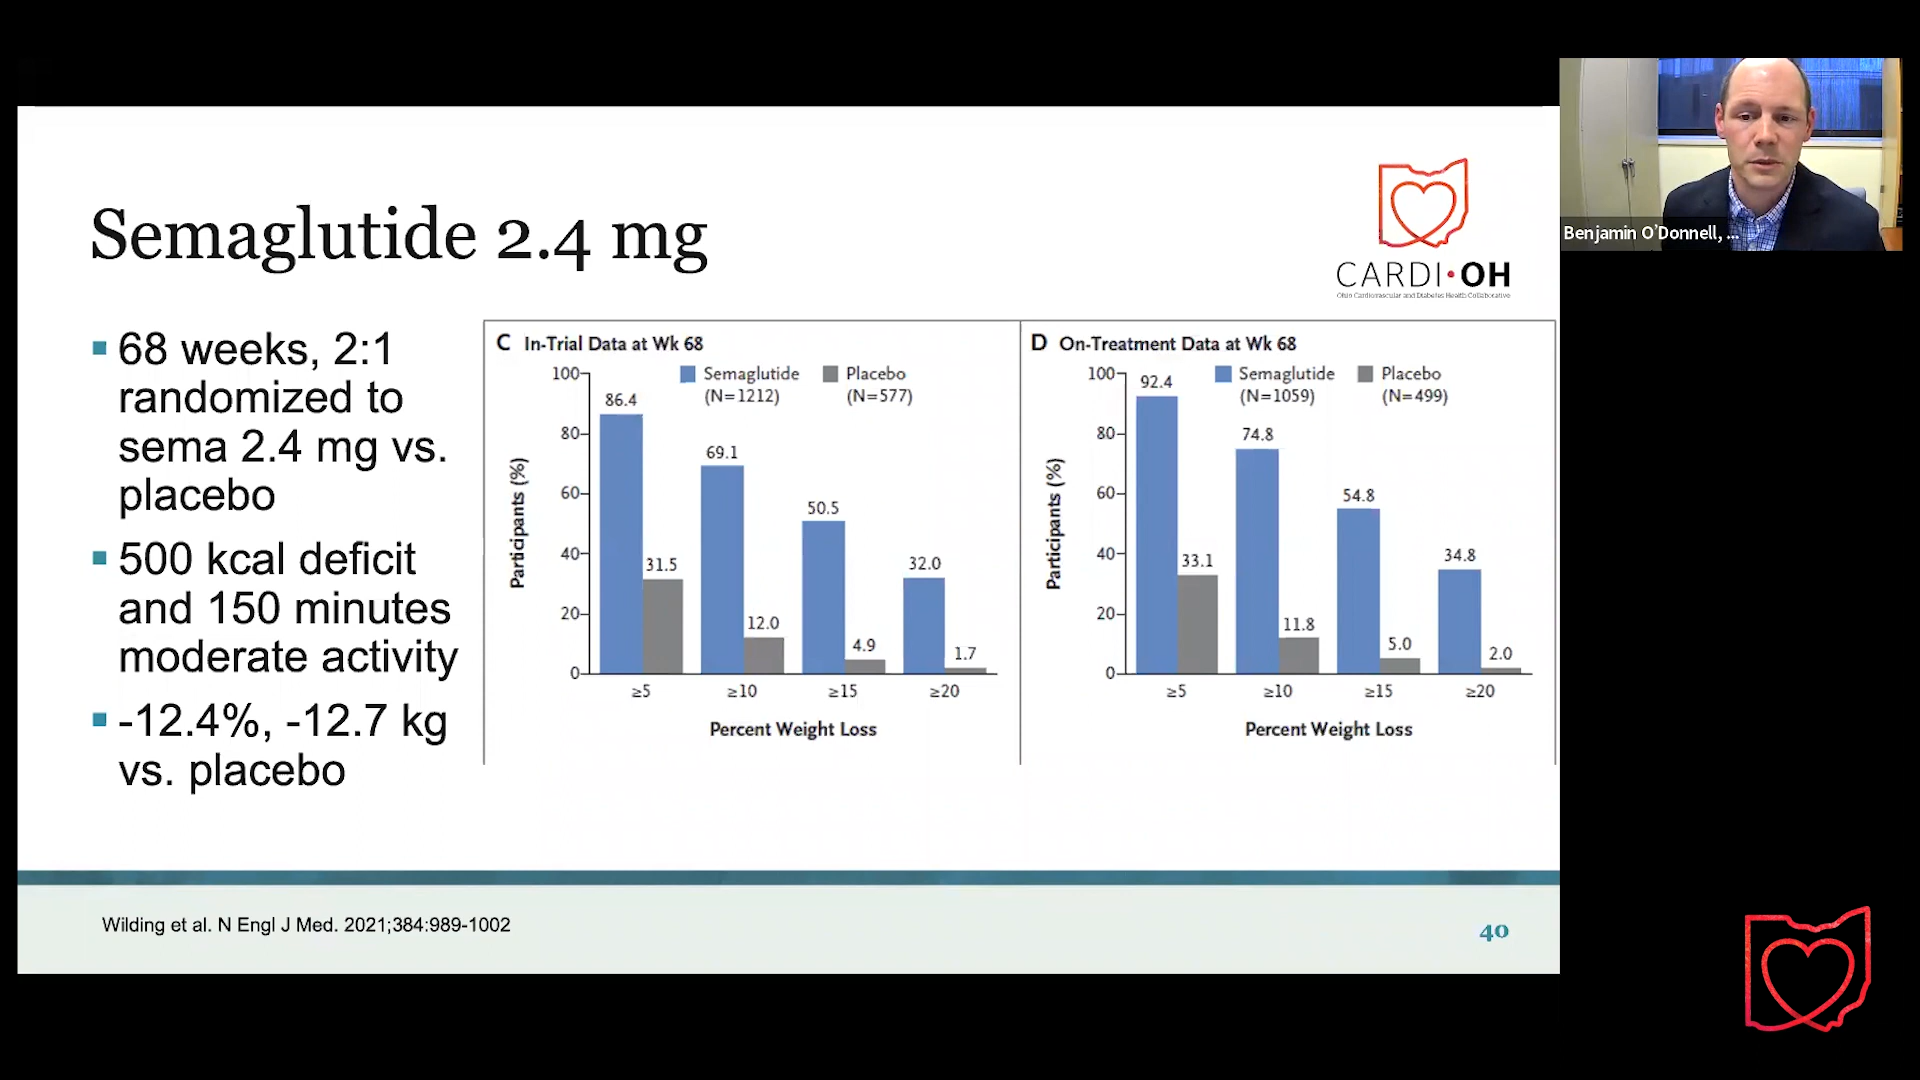 Semaglutide 2.4 mg
CARDI•OH
Ohio Cardiovascular and Diabetes Health Collaborative
Benjamin O'Donnell, ...
▪ 68 weeks, 2:1
randomized to
sema 2.4 mg vs.
placebo
▪ 500 kcal deficit
and 150 minutes
moderate activity
▪ -12.4%, -12.7 kg
vs. placebo
C In-Trial Data at Wk 68
Semaglutide
(N=1212)
Placebo
(N=577)
Participants (%)
100
80
60
40
20
0
86.4
31.5
69.1
12.0
50.5
4.9
32.0
1.7
≥5
≥10
≥15
≥20
Percent Weight Loss
D On-Treatment Data at Wk 68
Semaglutide
(N=1059)
Placebo
(N=499)
Participants (%)
100
80
60
40
20
0
92.4
33.1
74.8
11.8
54.8
5.0
34.8
2.0
≥5
≥10
≥15
≥20
Percent Weight Loss
Wilding et al. N Engl J Med. 2021;384:989-1002
40